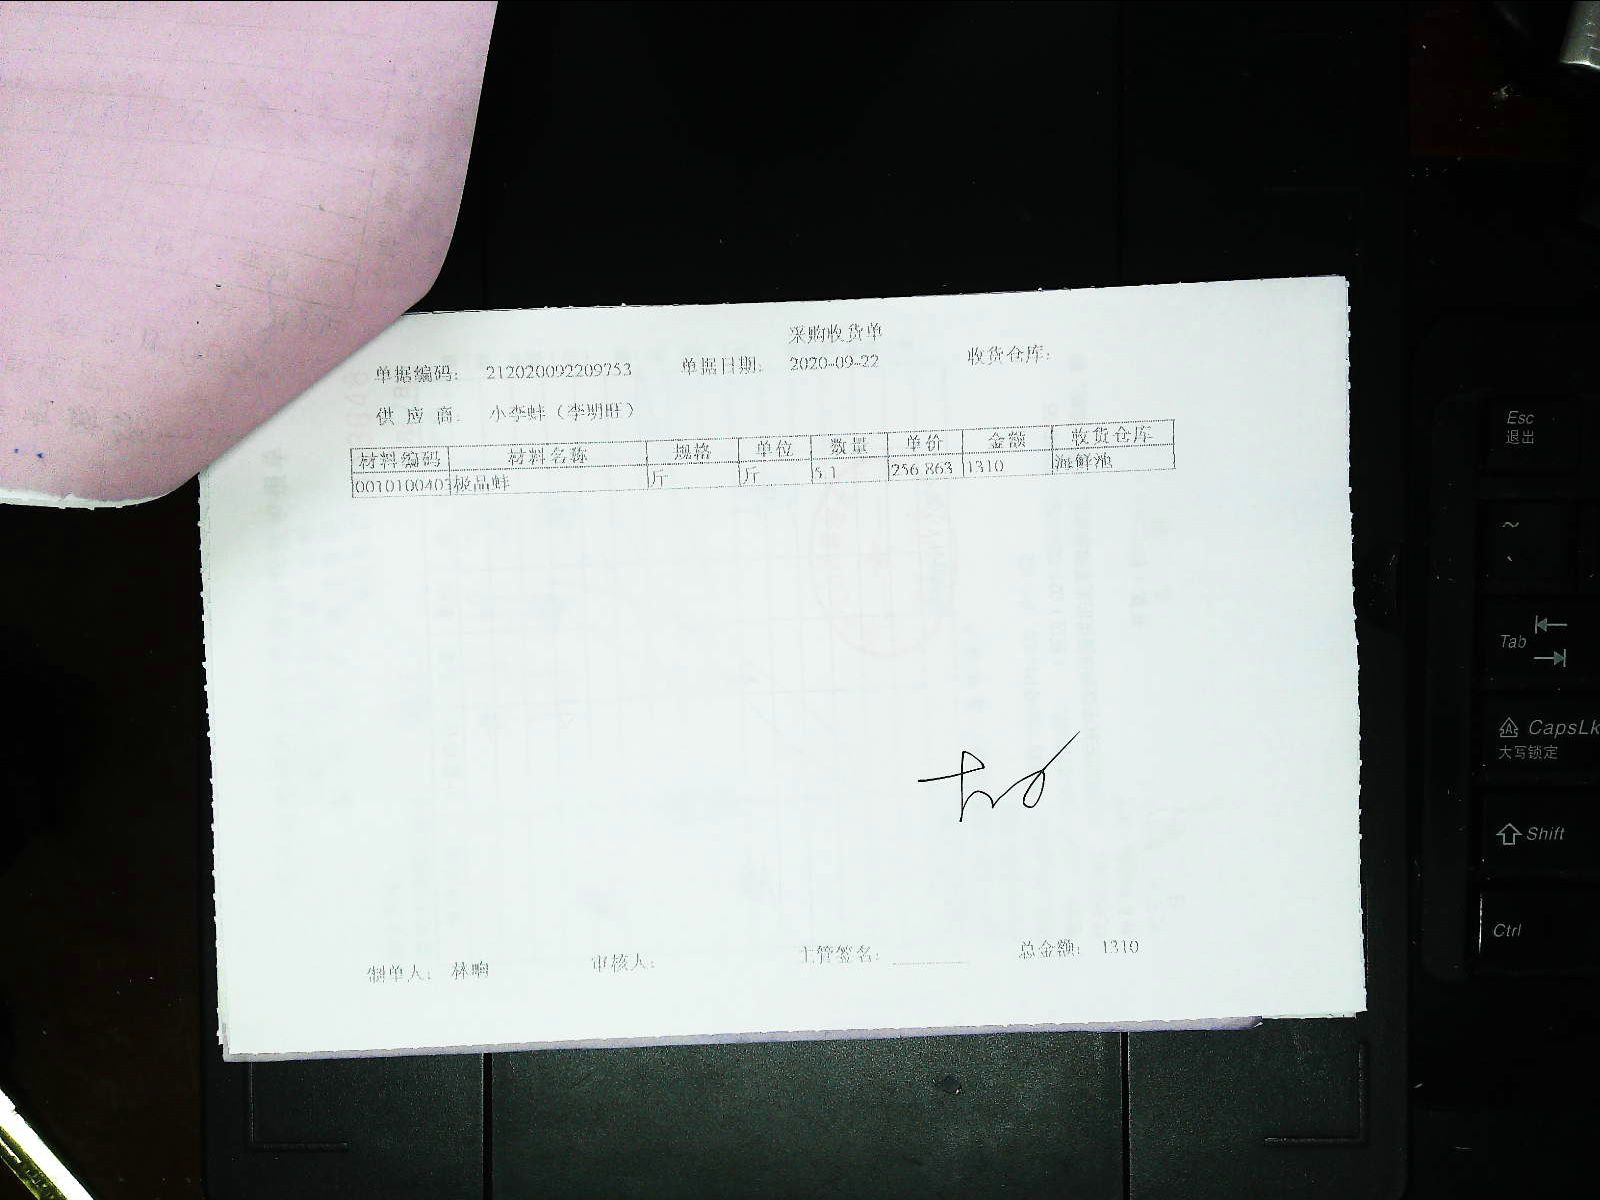 采购收货单
单据编码: 212020092209753 单据日期: 2020-09-22 收货仓库:
供 应 商: 小李蚌（李明旺）
材料编码 材料名称 规格 单位 数量 单价 金额 收货仓库
0010100403 极品蚌 斤 斤 5.1 256.863 1310 海鲜池
制单人: 林晌 审核人: 主管签名: 总金额: 1310
Esc
退出
~
、
Tab
CapsLk
大写锁定
Shift
Ctrl